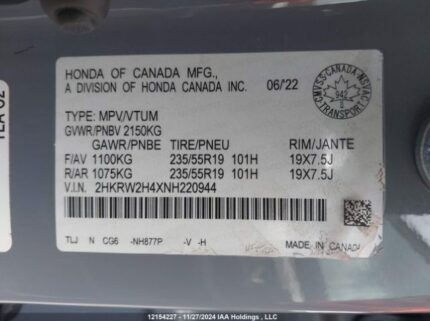 HONDA OF CANADA MFG.,
A DIVISION OF HONDA CANADA INC. 06/'22
CMVSS/CANADA/NSVAC
942
TRANSPORT
TYPE: MPV/VTUM
GVWR/PNBV 2150KG
GAWR/PNBE TIRE/PNEU RIM/JANTE
F/AV 1100KG 235/55R19 101H 19X7.5J
R/AR 1075KG 235/55R19 101H 19X7.5J
V.I.N. 2HKRW2H4XNH220944
TLJ N CG6 -NH877P -V -H MADE IN CANADA
12154227 - 11/27/2024 IAA Holdings, LLC